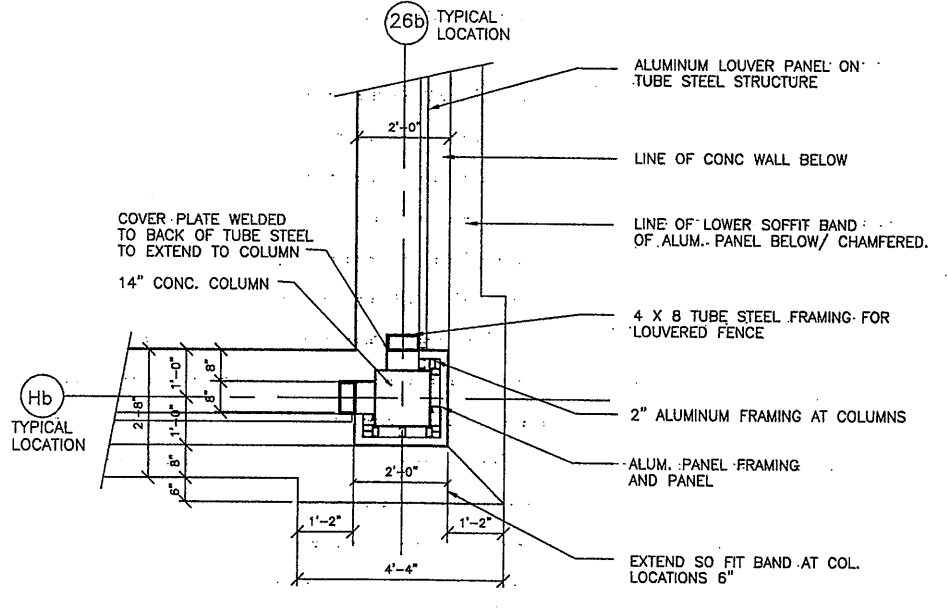 26b
TYPICAL
LOCATION
ALUMINUM LOUVER PANEL ON
TUBE STEEL STRUCTURE
2'-0"
LINE OF CONC WALL BELOW
COVER PLATE WELDED
TO BACK OF TUBE STEEL
TO EXTEND TO COLUMN
LINE OF LOWER SOFFIT BAND
OF ALUM. PANEL BELOW/ CHAMFERED.
14" CONC. COLUMN
4 X 8 TUBE STEEL FRAMING FOR
LOUVERED FENCE
Hb
TYPICAL
LOCATION
2'-8"
1'-0"
1'-0"
8"
8"
8"
6"
2" ALUMINUM FRAMING AT COLUMNS
ALUM. PANEL FRAMING
AND PANEL
2'-0"
1'-2"
1'-2"
4'-4"
EXTEND SO FIT BAND AT COL.
LOCATIONS 6"